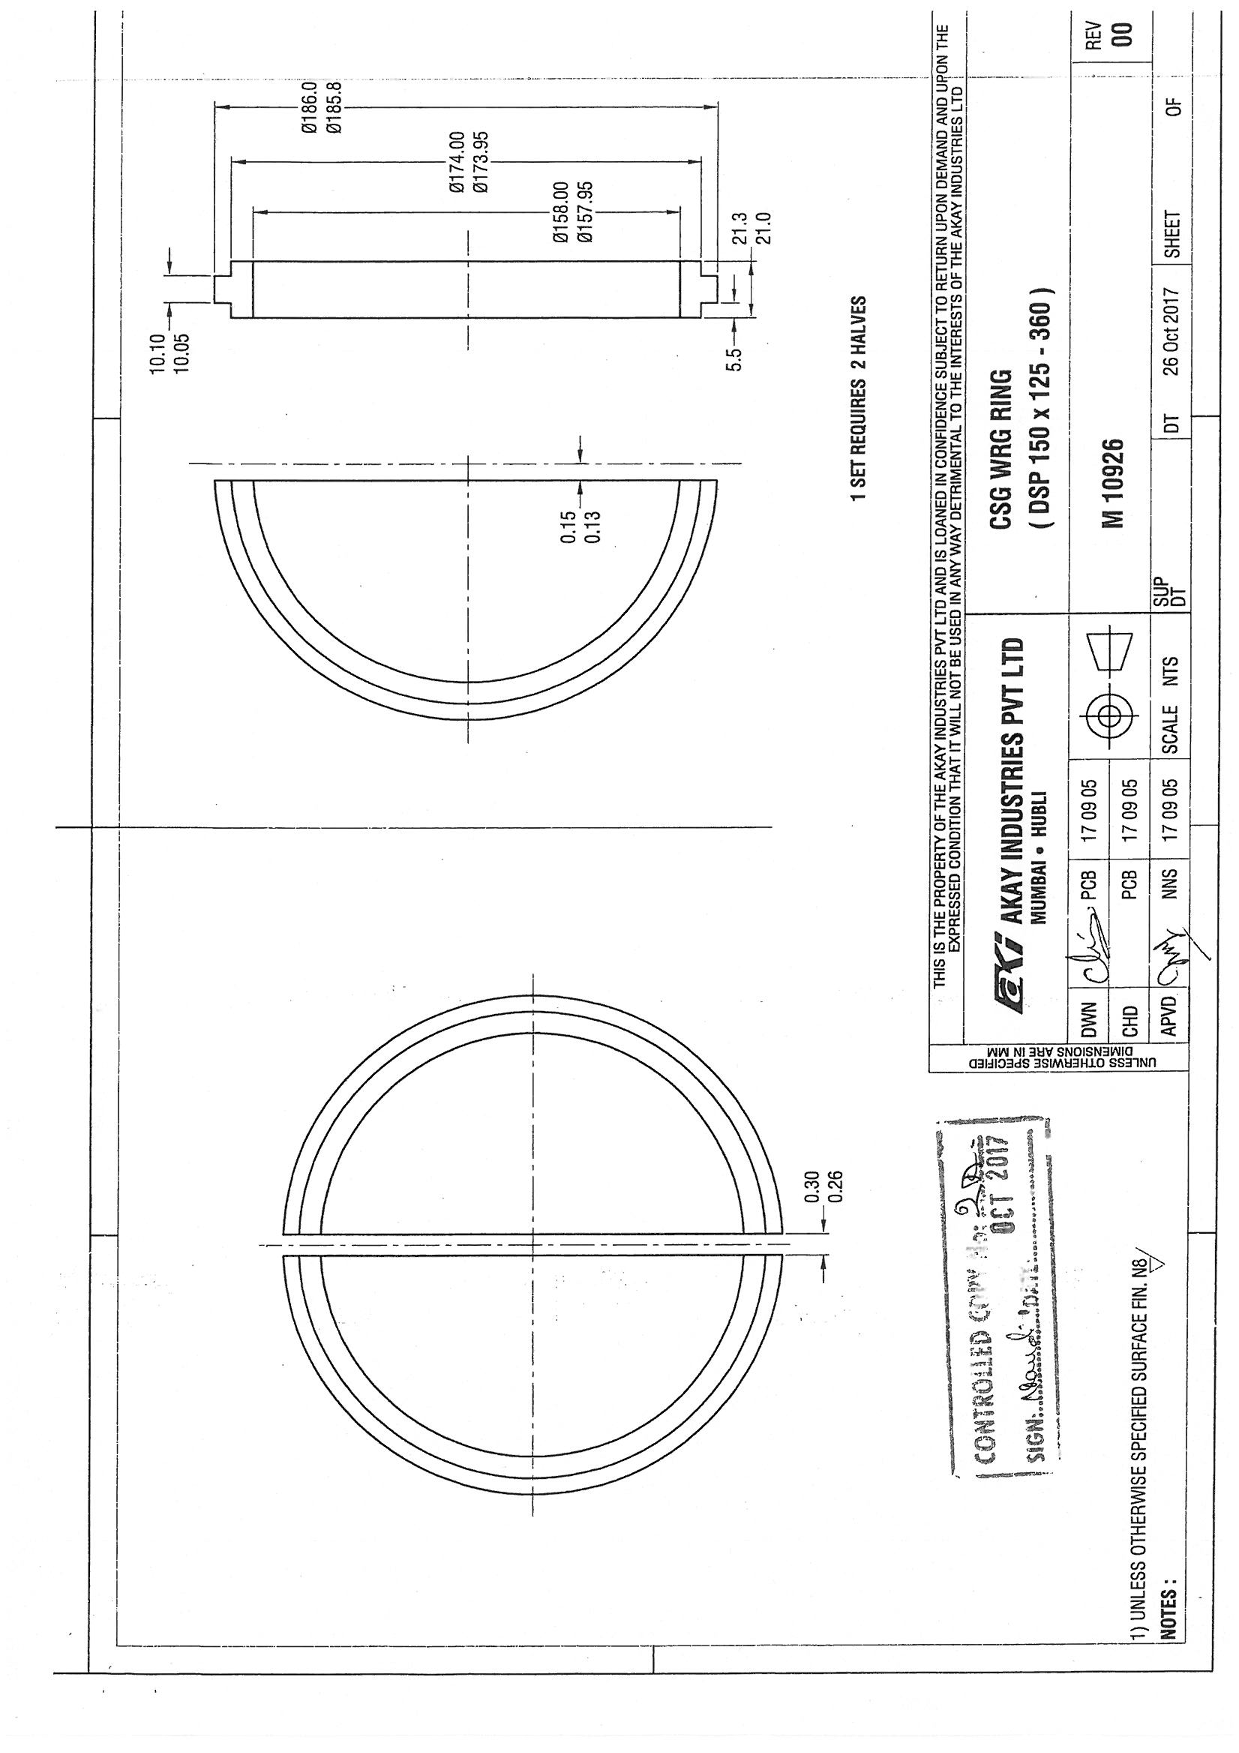 Ø186.0
Ø185.8
Ø174.00
Ø173.95
Ø158.00
Ø157.95
10.10
10.05
21.3
21.0
5.5
0.15
0.13
0.30
0.26
1 SET REQUIRES 2 HALVES
CONTROLLED COPY No:
OCT 2017
SIGN: DATE:
1) UNLESS OTHERWISE SPECIFIED SURFACE FIN. N8
NOTES :
UNLESS OTHERWISE SPECIFIED
DIMENSIONS ARE IN MM
THIS IS THE PROPERTY OF THE AKAY INDUSTRIES PVT LTD AND IS LOANED IN CONFIDENCE SUBJECT TO RETURN UPON DEMAND AND UPON THE
EXPRESSED CONDITION THAT IT WILL NOT BE USED IN ANY WAY DETRIMENTAL TO THE INTERESTS OF THE AKAY INDUSTRIES LTD
aKi AKAY INDUSTRIES PVT LTD
MUMBAI • HUBLI
CSG WRG RING
( DSP 150 x 125 - 360 )
DWN PCB 17 09 05
CHD PCB 17 09 05
APVD NNS 17 09 05
SCALE NTS
M 10926
REV
00
SUP
DT
DT 26 Oct 2017
SHEET OF